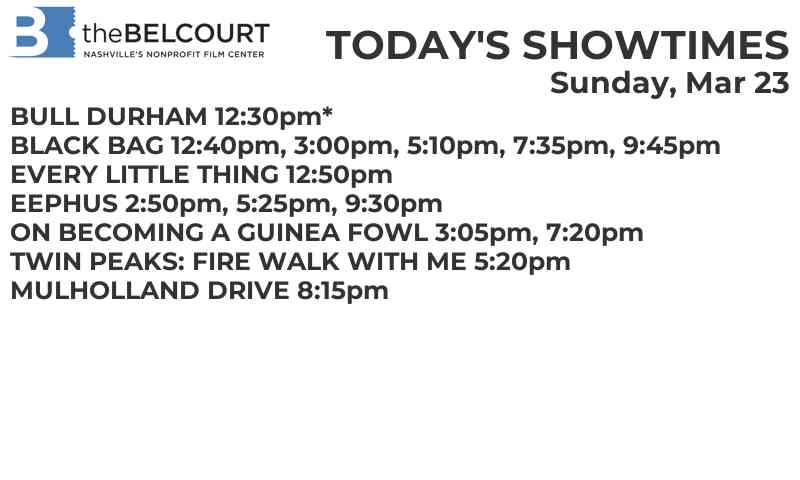 B
theBELCOURT
NASHVILLE'S NONPROFIT FILM CENTER
TODAY'S SHOWTIMES
Sunday, Mar 23
BULL DURHAM 12:30pm*
BLACK BAG 12:40pm, 3:00pm, 5:10pm, 7:35pm, 9:45pm
EVERY LITTLE THING 12:50pm
EEPHUS 2:50pm, 5:25pm, 9:30pm
ON BECOMING A GUINEA FOWL 3:05pm, 7:20pm
TWIN PEAKS: FIRE WALK WITH ME 5:20pm
MULHOLLAND DRIVE 8:15pm